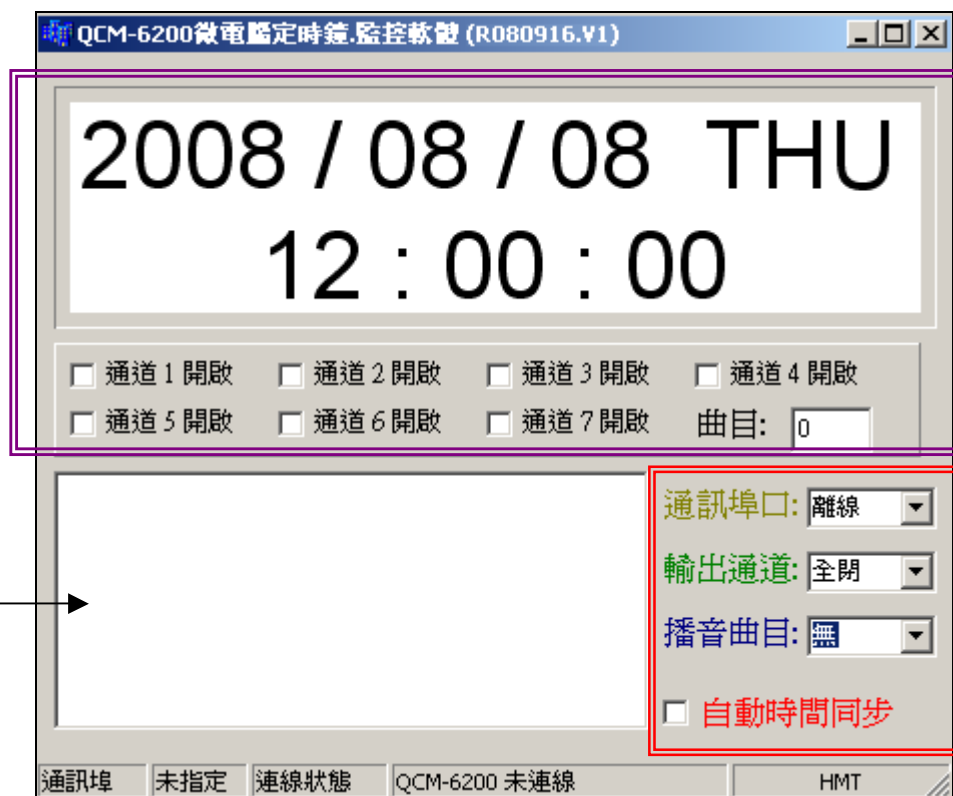 QCM-6200微電腦定時鐘.監控軟體 (R080916.V1)
2008 / 08 / 08 THU
12 : 00 : 00
通道 1 開啟 通道 2 開啟 通道 3 開啟 通道 4 開啟
通道 5 開啟 通道 6 開啟 通道 7 開啟 曲目: 0
通訊埠口: 離線
輸出通道: 全閉
播音曲目: 無
自動時間同步
通訊埠 未指定 連線狀態 QCM-6200 未連線 HMT